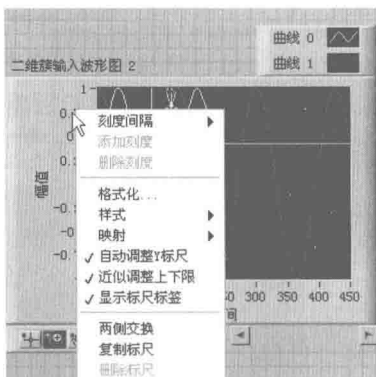 曲线 0
二维簇输入波形图 2
曲线 1
1
刻度间隔
添加刻度
删除刻度
幅值
格式化...
样式
映射
自动调整Y标尺
近似调整上下限
显示标尺标签
300 350 400 450
两侧交换
复制标尺
删除标尺